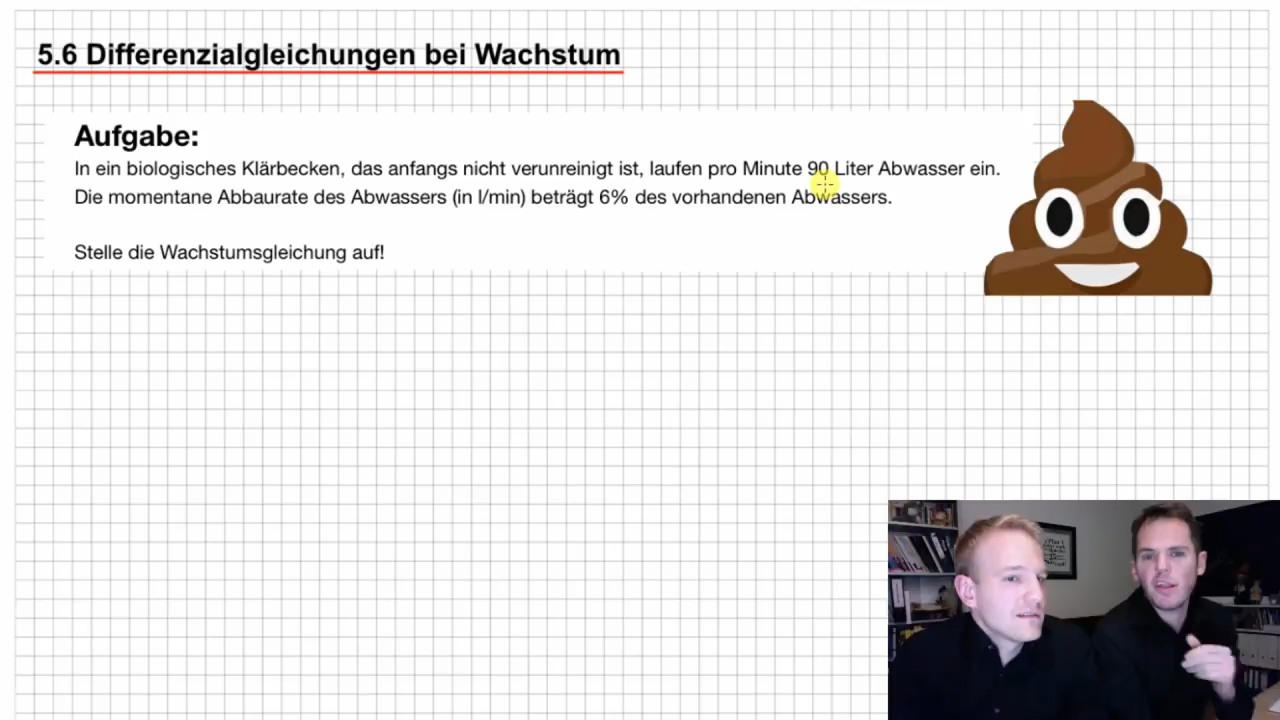 5.6 Differenzialgleichungen bei Wachstum
Aufgabe:
In ein biologisches Klärbecken, das anfangs nicht verunreinigt ist, laufen pro Minute 90 Liter Abwasser ein.
Die momentane Abbaurate des Abwassers (in l/min) beträgt 6% des vorhandenen Abwassers.
Stelle die Wachstumsgleichung auf!